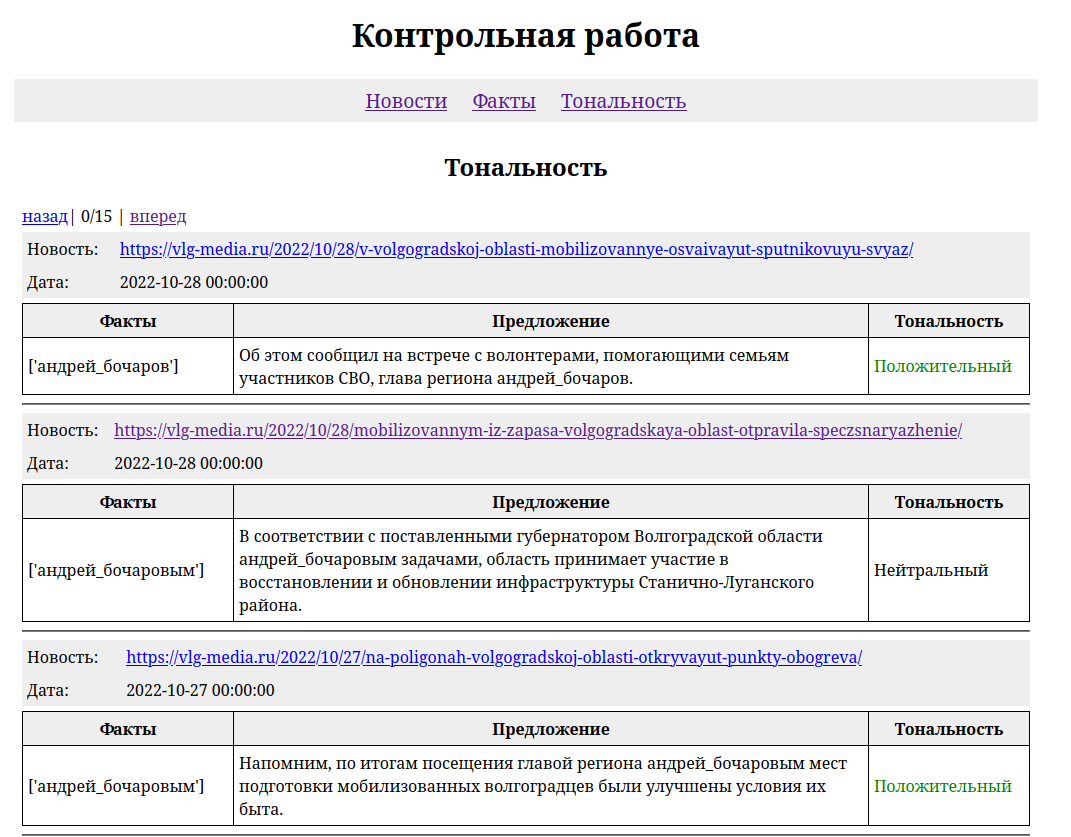 Контрольная работа
Новости Факты Тональность
Тональность
назад| 0/15 | вперед
Новость: https://vlg-media.ru/2022/10/28/v-volgogradskoj-oblasti-mobilizovannye-osvaivayut-sputnikovuyu-svyaz/
Дата: 2022-10-28 00:00:00
Факты Предложение Тональность
['андрей_бочаров'] Об этом сообщил на встрече с волонтерами, помогающими семьям
участников СВО, глава региона андрей_бочаров. Положительный
Новость: https://vlg-media.ru/2022/10/28/mobilizovannym-iz-zapasa-volgogradskaya-oblast-otpravila-speczsnaryazhenie/
Дата: 2022-10-28 00:00:00
Факты Предложение Тональность
['андрей_бочаровым'] В соответствии с поставленными губернатором Волгоградской области
андрей_бочаровым задачами, область принимает участие в
восстановлении и обновлении инфраструктуры Станично-Луганского
района. Нейтральный
Новость: https://vlg-media.ru/2022/10/27/na-poligonah-volgogradskoj-oblasti-otkryvayut-punkty-obogreva/
Дата: 2022-10-27 00:00:00
Факты Предложение Тональность
['андрей_бочаровым'] Напомним, по итогам посещения главой региона андрей_бочаровым мест
подготовки мобилизованных волгоградцев были улучшены условия их
быта. Положительный